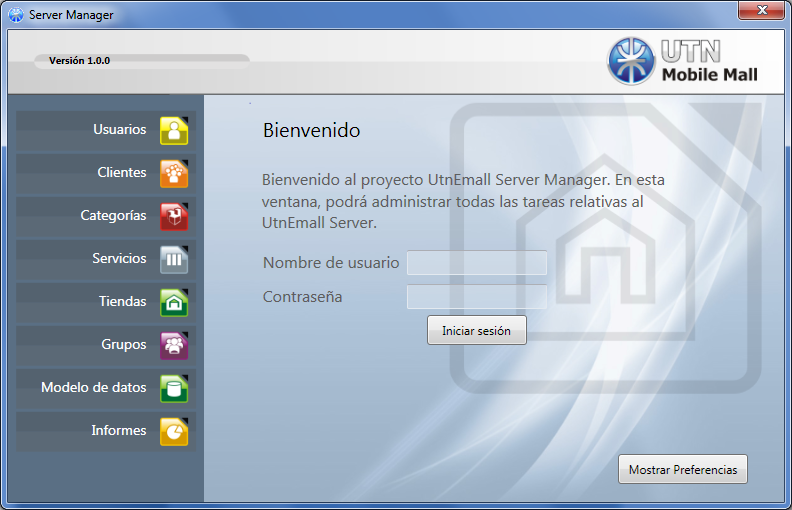 Server Manager
Versión 1.0.0
UTN
Mobile Mall
Usuarios
Clientes
Categorías
Servicios
Tiendas
Grupos
Modelo de datos
Informes
Bienvenido
Bienvenido al proyecto UtnEmall Server Manager. En esta
ventana, podrá administrar todas las tareas relativas al
UtnEmall Server.
Nombre de usuario
Contraseña
Iniciar sesión
Mostrar Preferencias